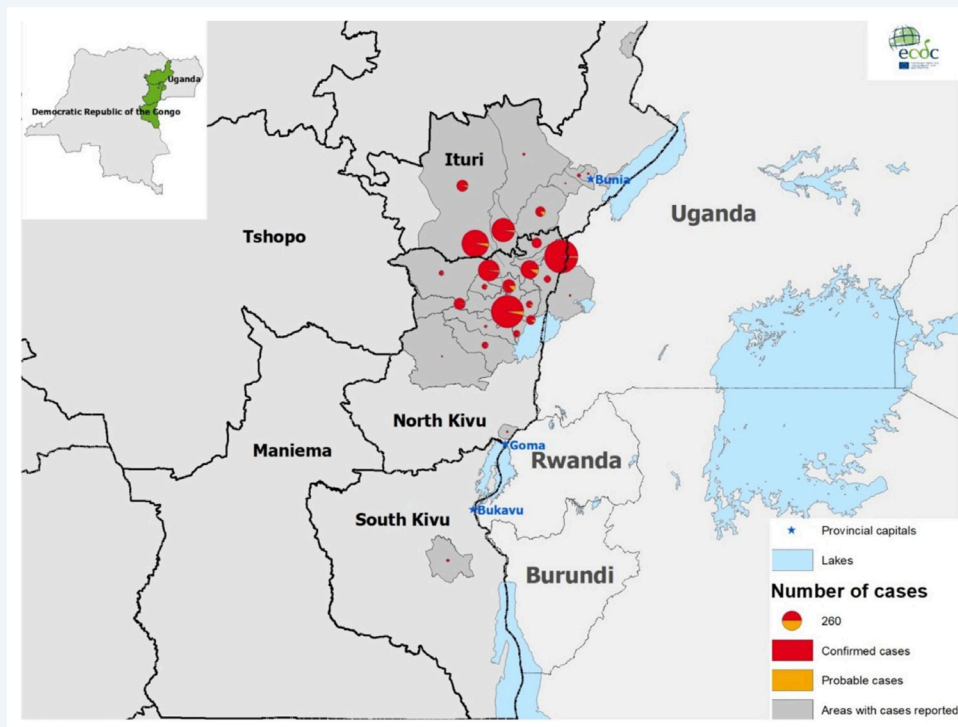 Uganda
Democratic Republic of the Congo
ecdc
Ituri
Bunia
Uganda
Tshopo
North Kivu
Goma
Maniema
Rwanda
South Kivu
Bukavu
Burundi
Provincial capitals
Lakes
Number of cases
260
Confirmed cases
Probable cases
Areas with cases reported